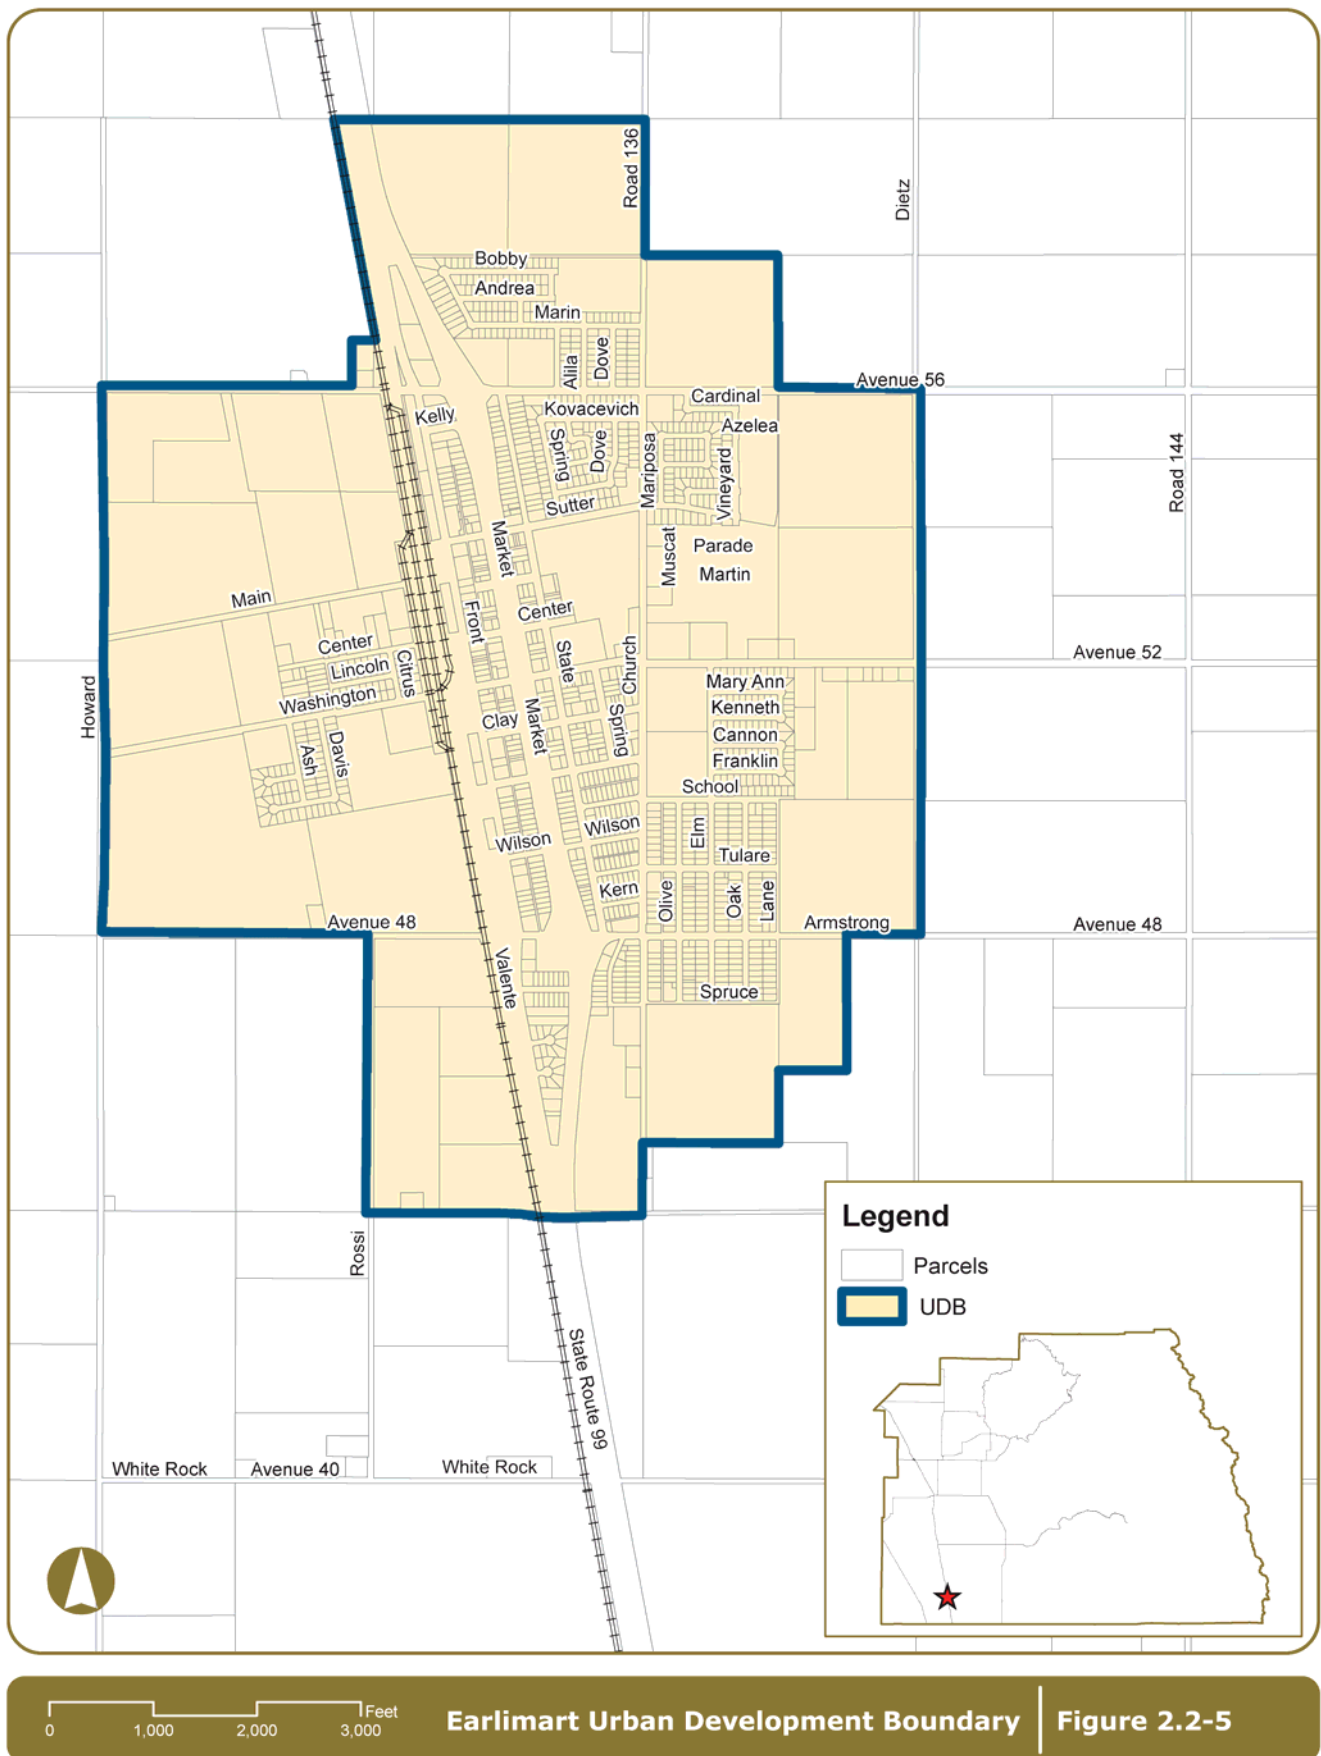 Road 136
Dietz
Bobby
Andrea
Marin
Alila
Dove
Avenue 56
Cardinal
Kelly
Kovacevich
Azelea
Spring
Dove
Mariposa
Vineyard
Road 144
Sutter
Market
Muscat
Parade
Martin
Main
Front
Center
Center
Lincoln
Citrus
State
Church
Avenue 52
Washington
Mary Ann
Howard
Kenneth
Clay
Market
Spring
Cannon
Ash
Davis
Franklin
School
Wilson
Wilson
Elm
Tulare
Kern
Olive
Oak
Lane
Avenue 48
Armstrong
Avenue 48
Valente
Spruce
Rossi
State Route 99
White Rock
Avenue 40
White Rock
Legend
Parcels
UDB
Feet
0
1,000
2,000
3,000
Earlimart Urban Development Boundary
Figure 2.2-5